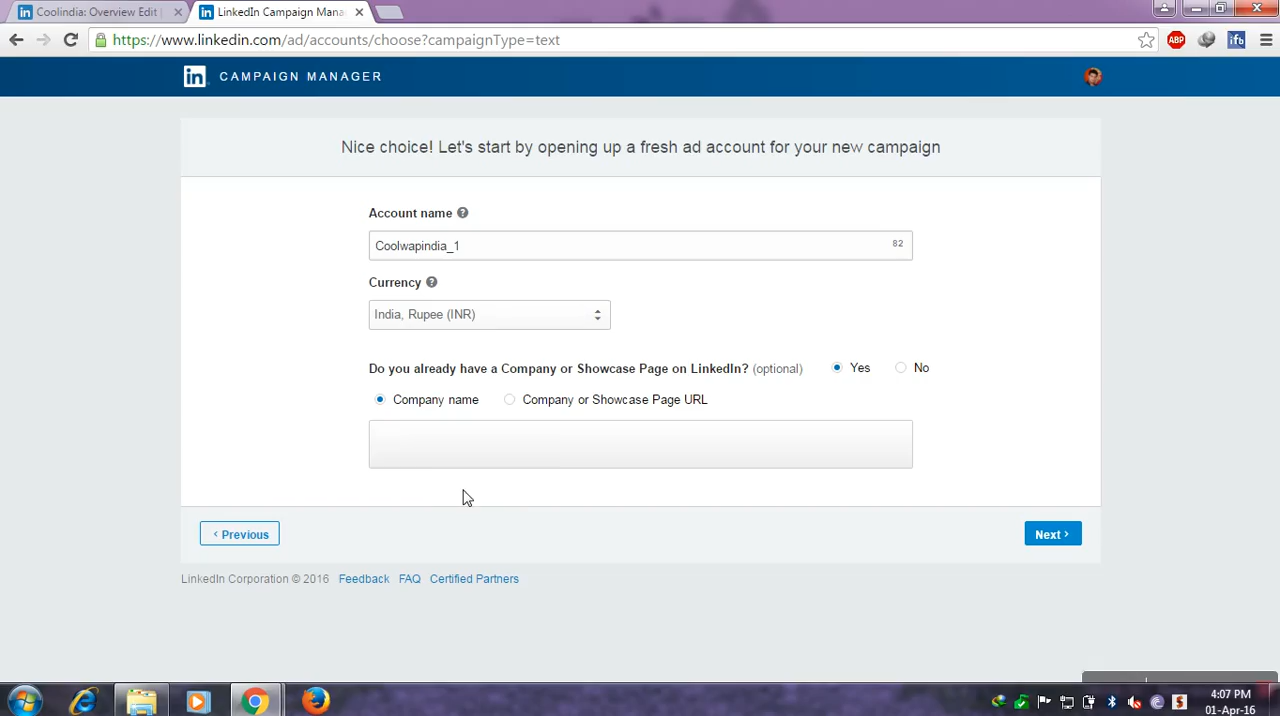 Coolindia: Overview Edit
LinkedIn Campaign Mana
https://www.linkedin.com/ad/accounts/choose?campaignType=text
ABP
ifb
in CAMPAIGN MANAGER
Nice choice! Let's start by opening up a fresh ad account for your new campaign
Account name ?
Coolwapindia_1 82
Currency ?
India, Rupee (INR)
Do you already have a Company or Showcase Page on LinkedIn? (optional) Yes No
Company name Company or Showcase Page URL
‹ Previous Next ›
LinkedIn Corporation © 2016 Feedback FAQ Certified Partners
4:07 PM
01-Apr-16